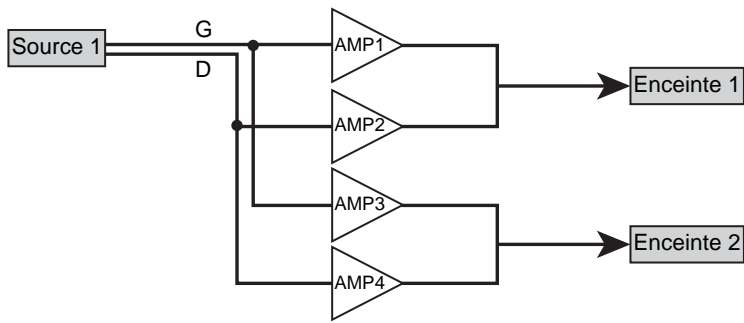 Source 1
G
D
AMP1
AMP2
AMP3
AMP4
Enceinte 1
Enceinte 2